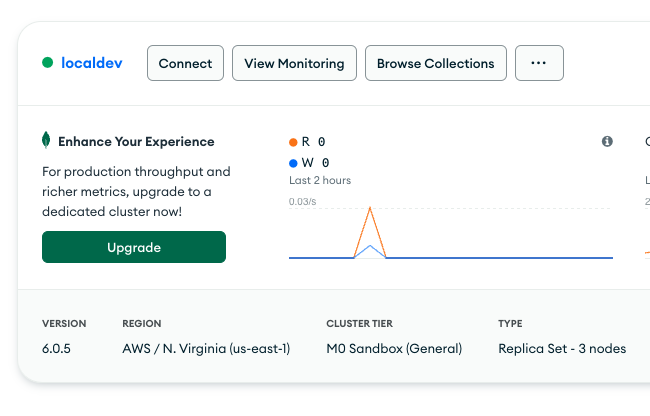 localdev
Connect
View Monitoring
Browse Collections
...
Enhance Your Experience
For production throughput and
richer metrics, upgrade to a
dedicated cluster now!
Upgrade
R 0
W 0
Last 2 hours
0.03/s
C
L
2
VERSION
REGION
CLUSTER TIER
TYPE
6.0.5
AWS / N. Virginia (us-east-1)
M0 Sandbox (General)
Replica Set - 3 nodes